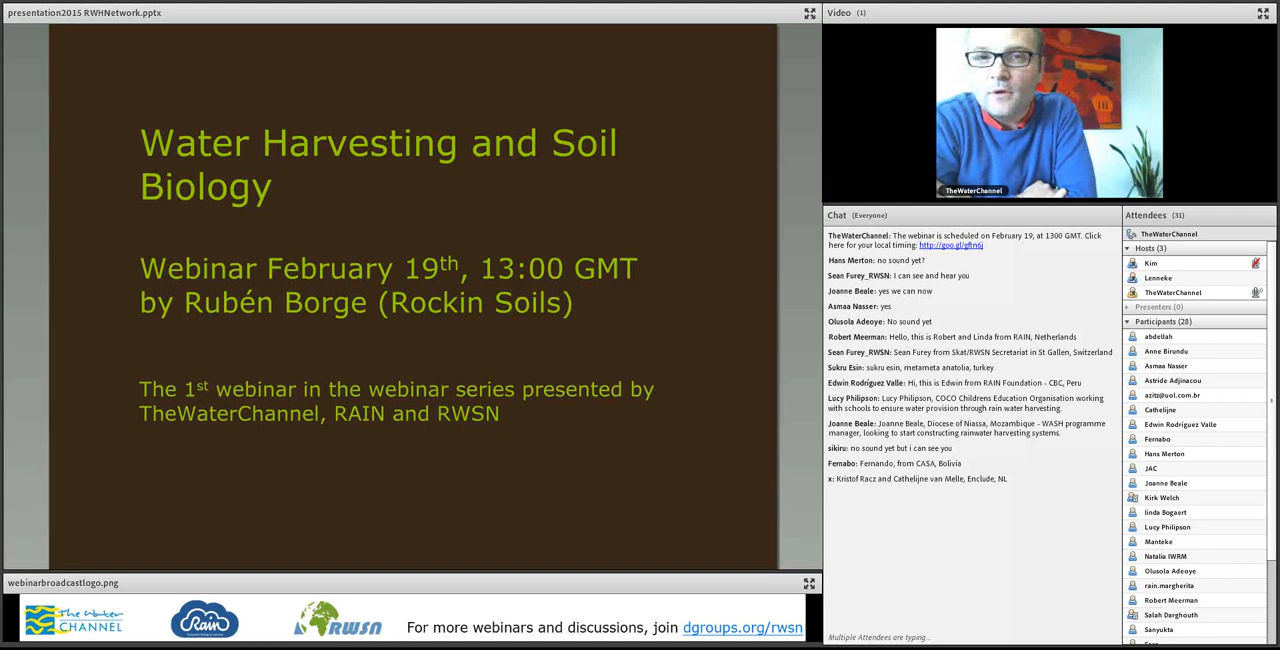 presentation2015 RWHNetwork.pptx
Water Harvesting and Soil
Biology
Webinar February 19th, 13:00 GMT
by Rubén Borge (Rockin Soils)
The 1st webinar in the webinar series presented by
TheWaterChannel, RAIN and RWSN
webinarbroadcastlogo.png
The Water
CHANNEL
Rain
RWSN
For more webinars and discussions, join dgroups.org/rwsn
Video (1)
TheWaterChannel
Chat (Everyone)
TheWaterChannel: The webinar is scheduled on February 19, at 1300 GMT. Click
here for your local timing: http://goo.gl/gftn6j
Hans Merton: no sound yet?
Sean Furey_RWSN: I can see and hear you
Joanne Beale: yes we can now
Asmaa Nasser: yes
Olusola Adeoye: No sound yet
Robert Meerman: Hello, this is Robert and Linda from RAIN, Netherlands
Sean Furey_RWSN: Sean Furey from Skat/RWSN Secretariat in St Gallen, Switzerland
Sukru Esin: sukru esin, metameta anatolia, turkey
Edwin Rodríguez Valle: Hi, this is Edwin from RAIN Foundation - CBC, Peru
Lucy Philipson: Lucy Philipson, COCO Childrens Education Organisation working
with schools to ensure water provision through rain water harvesting.
Joanne Beale: Joanne Beale, Diocese of Niassa, Mozambique - WASH programme
manager, looking to start constructing rainwater harvesting systems.
sikiru: no sound yet but i can see you
Fernabo: Fernando, from CASA, Bolivia
x: Kristof Racz and Cathelijne van Melle, Enclude, NL
Multiple Attendees are typing...
Attendees (31)
TheWaterChannel
Hosts (3)
Kim
Lenneke
TheWaterChannel
Presenters (0)
Participants (28)
abdellah
Anne Birundu
Asmaa Nasser
Astride Adjinacou
azitz@uol.com.br
Cathelijne
Edwin Rodríguez Valle
Fernabo
Hans Merton
JAC
Joanne Beale
Kirk Welch
linda Bogaert
Lucy Philipson
Manteke
Natalia IWRM
Olusola Adeoye
rain.margherita
Robert Meerman
Salah Darghouth
Sanyukta